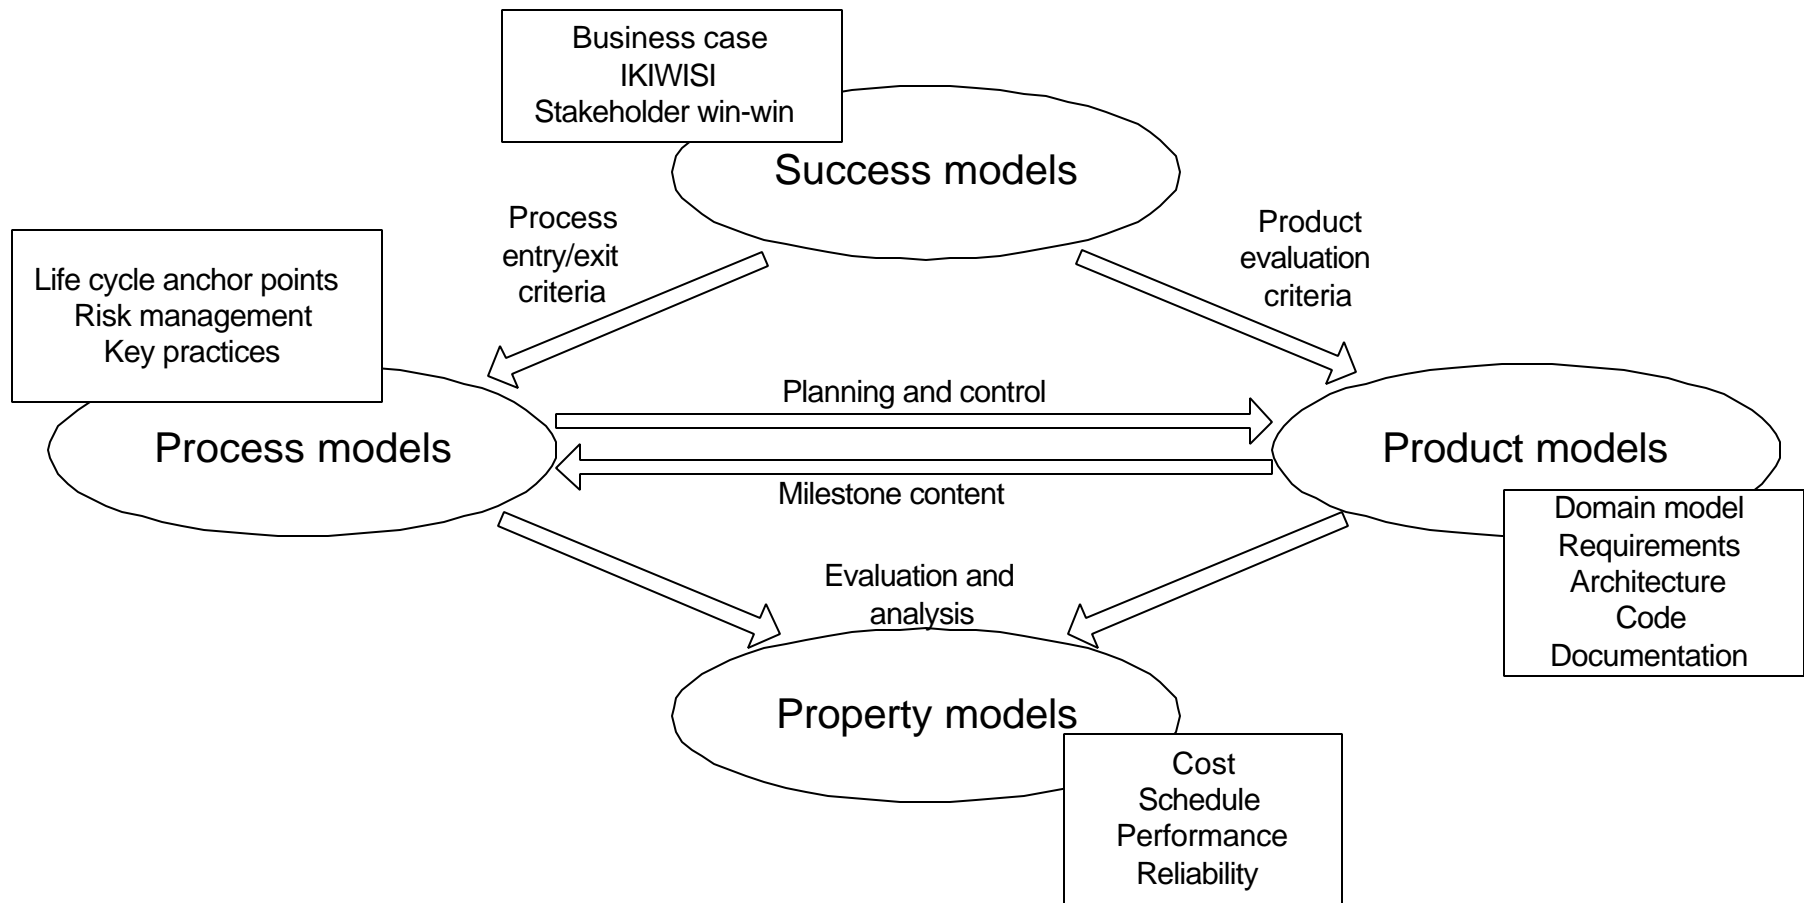 Business case
IKIWISI
Stakeholder win-win
Success models
Process
entry/exit
criteria
Product
evaluation
criteria
Life cycle anchor points
Risk management
Key practices
Process models
Planning and control
Milestone content
Product models
Domain model
Requirements
Architecture
Code
Documentation
Evaluation and
analysis
Property models
Cost
Schedule
Performance
Reliability